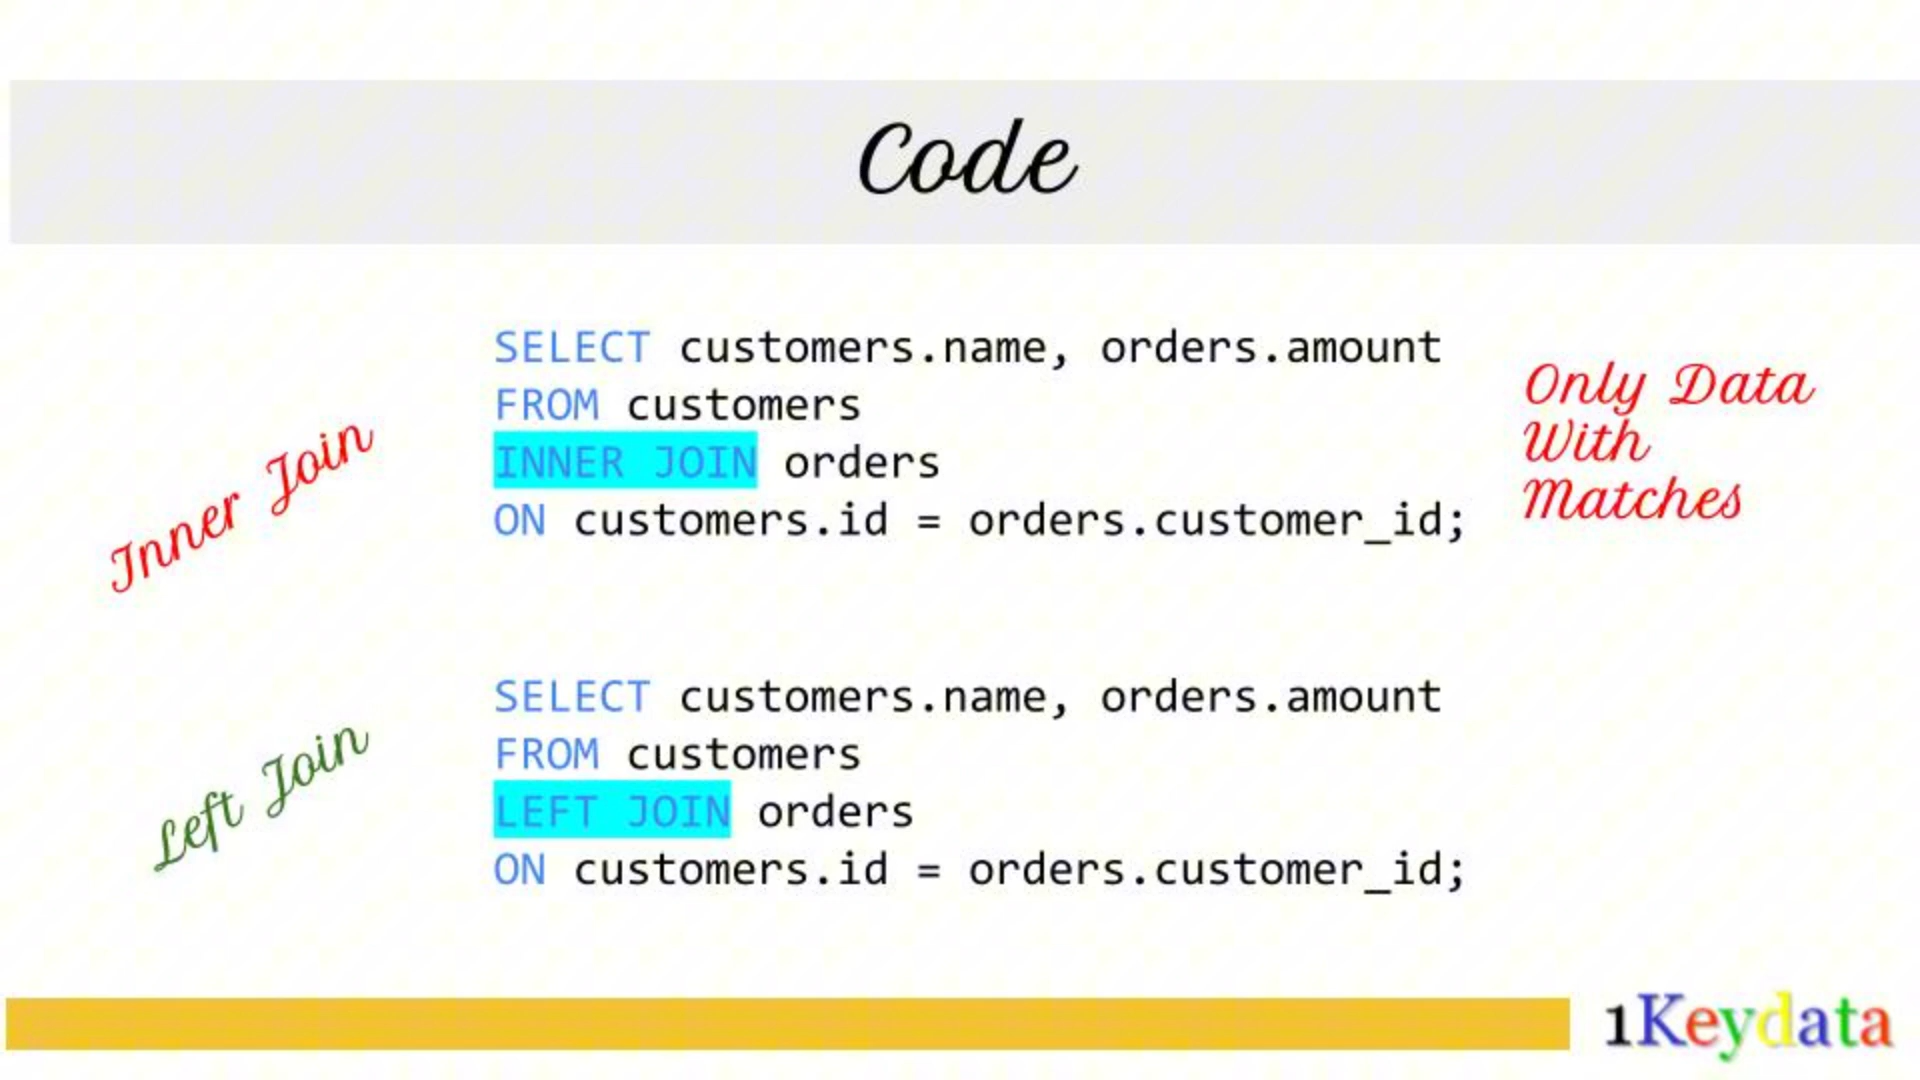 Code
Inner Join
SELECT customers.name, orders.amount
FROM customers
INNER JOIN orders
ON customers.id = orders.customer_id;
Only Data
With
Matches
Left Join
SELECT customers.name, orders.amount
FROM customers
LEFT JOIN orders
ON customers.id = orders.customer_id;
1Keydata